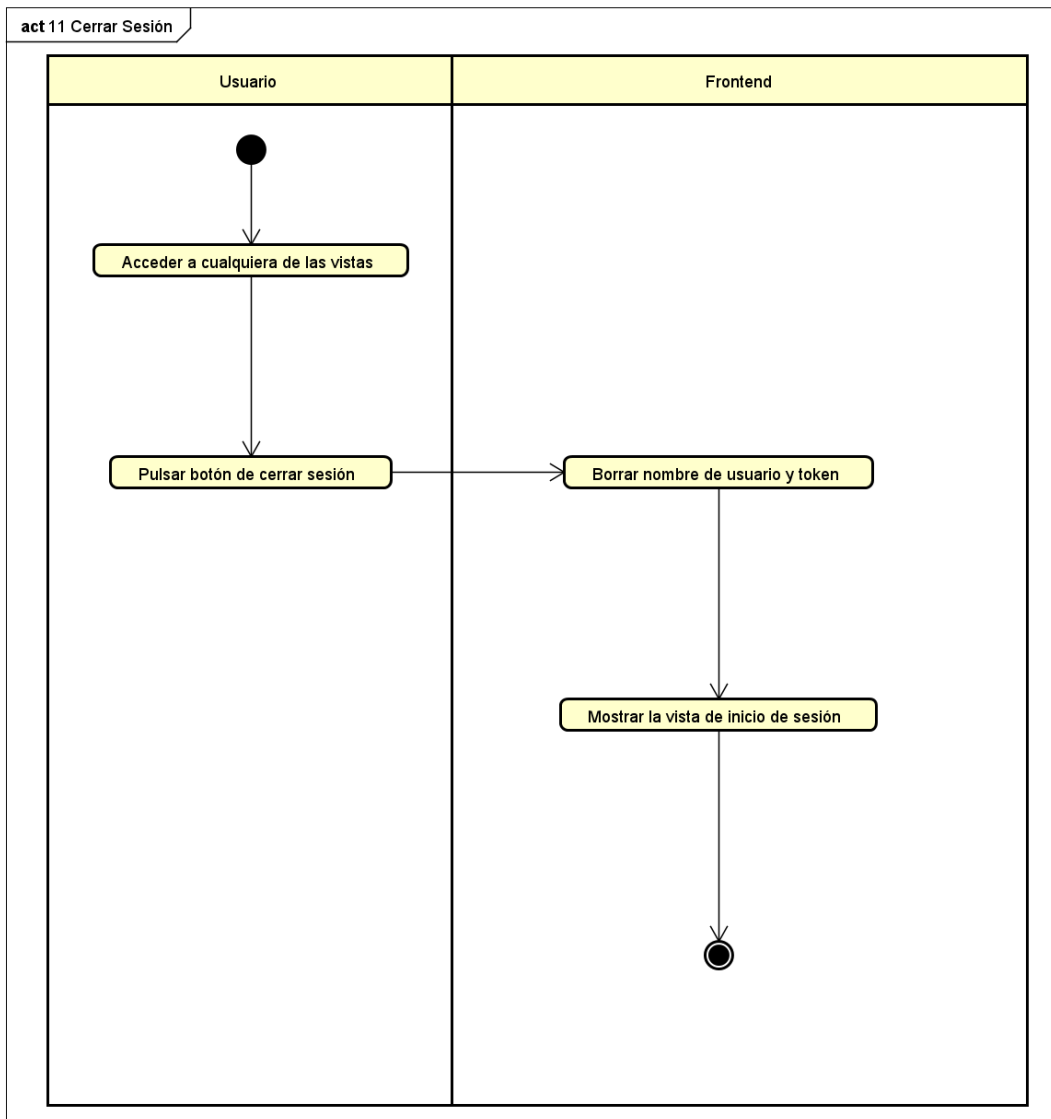 act 11 Cerrar Sesión
Usuario
Frontend
Acceder a cualquiera de las vistas
Pulsar botón de cerrar sesión
Borrar nombre de usuario y token
Mostrar la vista de inicio de sesión